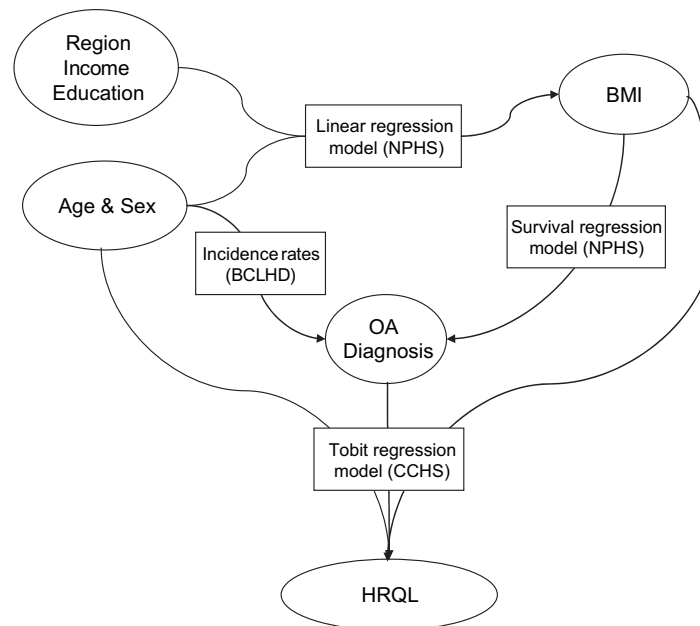 Region
Income
Education
BMI
Linear regression
model (NPHS)
Age & Sex
Survival regression
model (NPHS)
Incidence rates
(BCLHD)
OA
Diagnosis
Tobit regression
model (CCHS)
HRQL